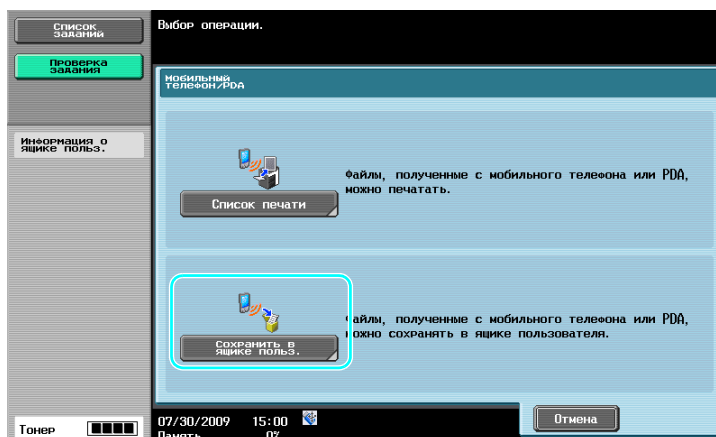 Список
заданий
Выбор операции.
Проверка
задания
Мобильный
телефон/PDA
Информация о
ящике польз.
Файлы, полученные с мобильного телефона или PDA,
можно печатать.
Список печати
Файлы, полученные с мобильного телефона или PDA,
можно сохранять в ящике пользователя.
Сохранить в
ящике польз.
Отмена
Тонер
07/30/2009 15:00
Память 0%